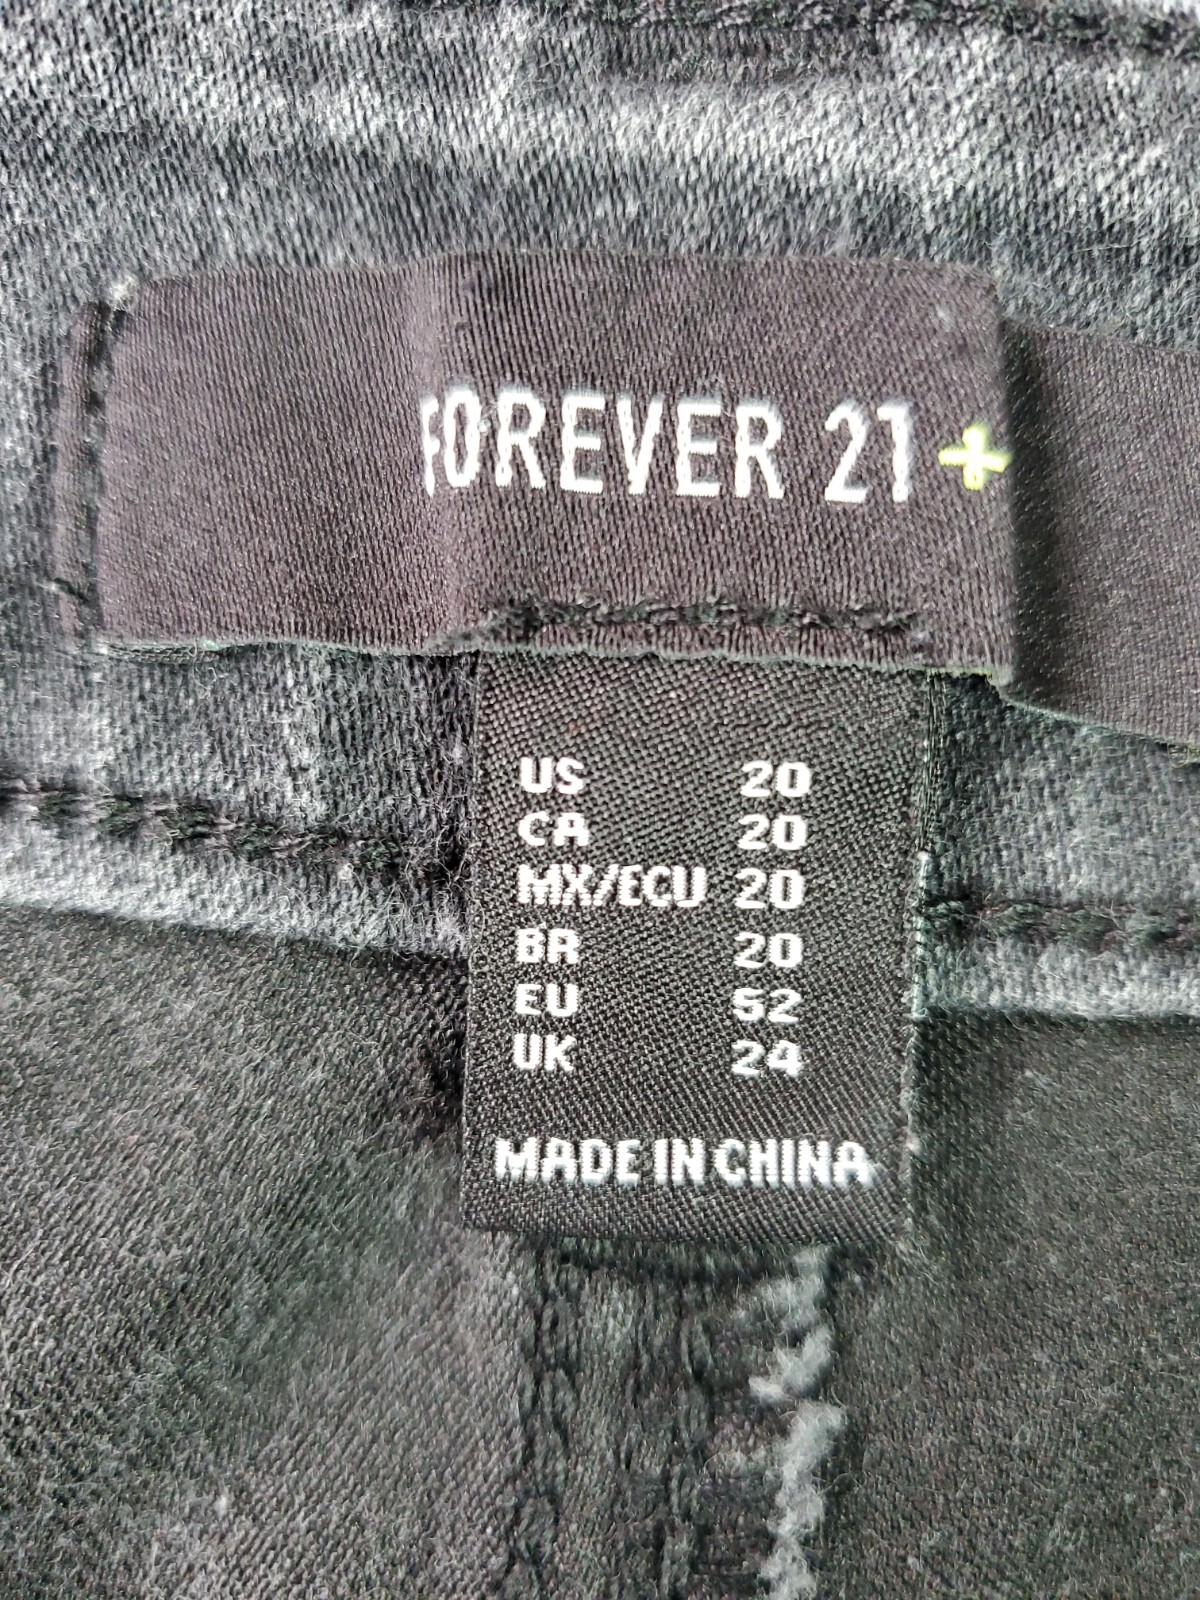 FOREVER 21 +
US 20
CA 20
MX/ECU 20
BR 20
EU 52
UK 24
MADE IN CHINA